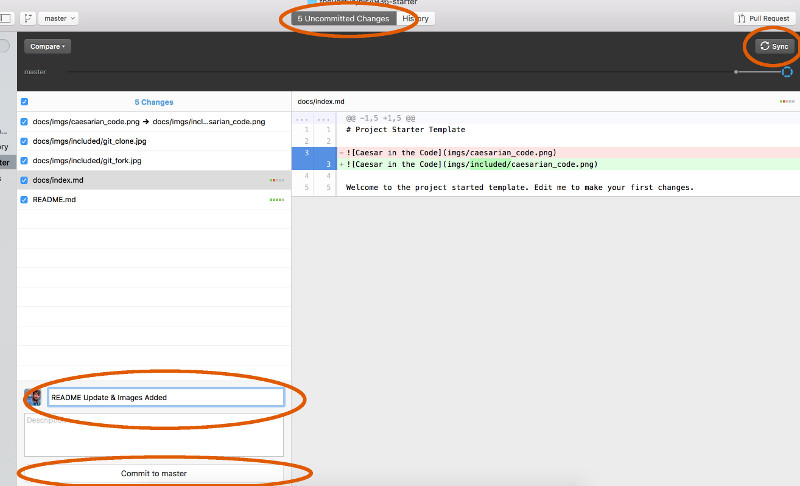 master
5 Uncommitted Changes
History
Pull Request
Compare
Sync
master
5 Changes
docs/index.md
docs/imgs/caesarian_code.png → docs/imgs/incl...sarian_code.png
docs/imgs/included/git_clone.jpg
docs/imgs/included/git_fork.jpg
docs/index.md
README.md
... ... @@ -1,5 +1,5 @@
1 1 # Project Starter Template
2 2
3 - ![Caesar in the Code](imgs/caesarian_code.png)
3 + ![Caesar in the Code](imgs/included/caesarian_code.png)
4 4
5 5 Welcome to the project started template. Edit me to make your first changes.
README Update & Images Added
Description
Commit to master